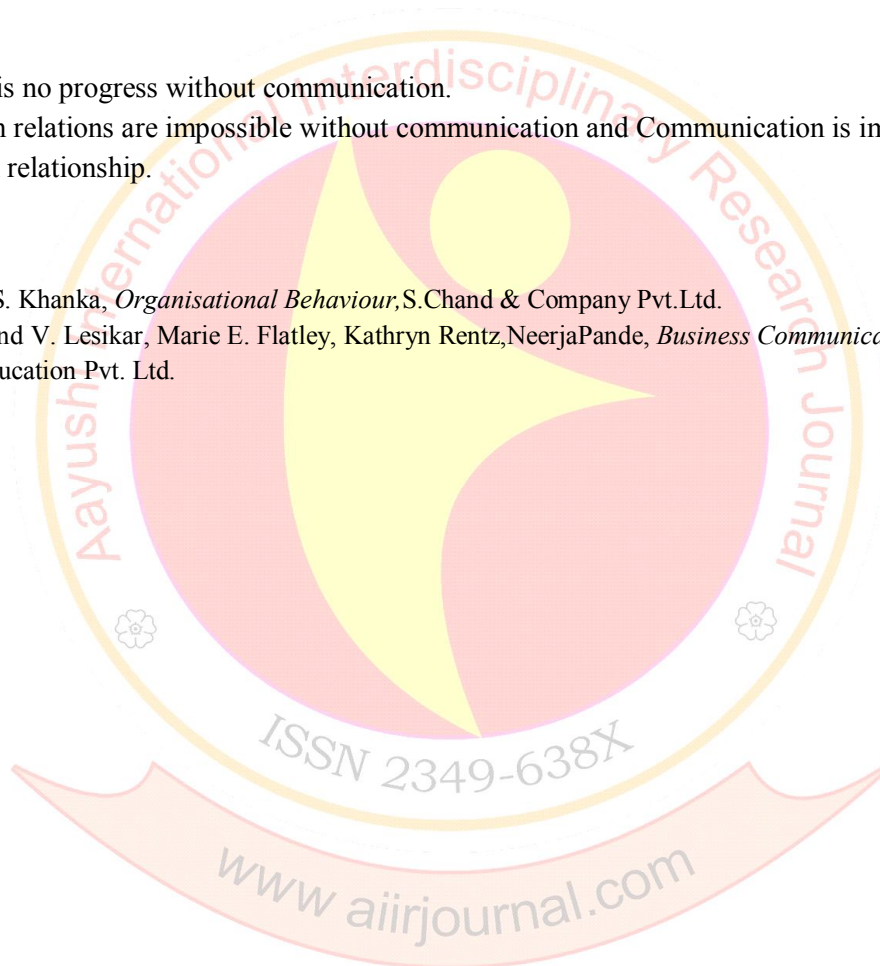 is no progress without communication.
n relations are impossible without communication and Communication is im
relationship.
S. Khanka, Organisational Behaviour,S.Chand & Company Pvt.Ltd.
nd V. Lesikar, Marie E. Flatley, Kathryn Rentz,NeerjaPande, Business Communica
ucation Pvt. Ltd.
Aayushi International Interdisciplinary Research Journal
ISSN 2349-638X
www aiirjournal.com